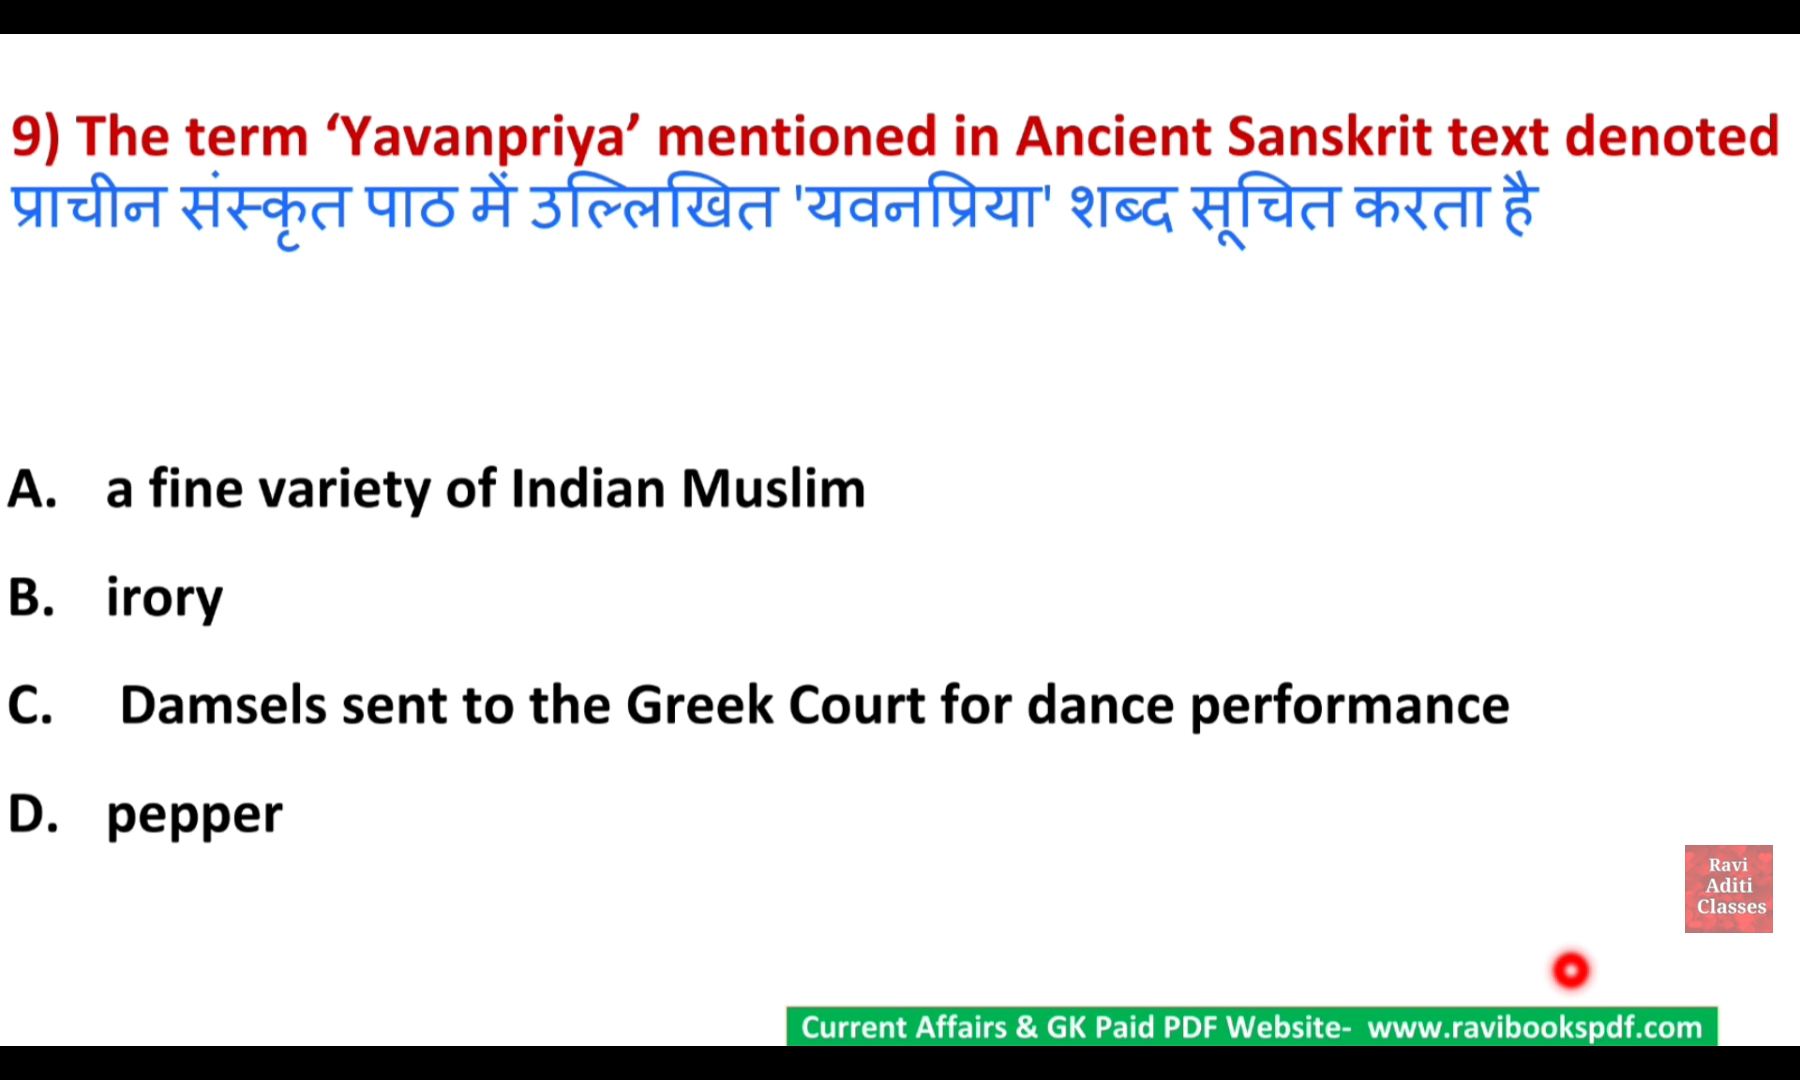 9) The term ‘Yavanpriya’ mentioned in Ancient Sanskrit text denoted
प्राचीन संस्कृत पाठ में उल्लिखित 'यवनप्रिया' शब्द सूचित करता है
A. a fine variety of Indian Muslim
B. irory
C. Damsels sent to the Greek Court for dance performance
D. pepper
Ravi
Aditi
Classes
Current Affairs & GK Paid PDF Website- www.ravibookspdf.com